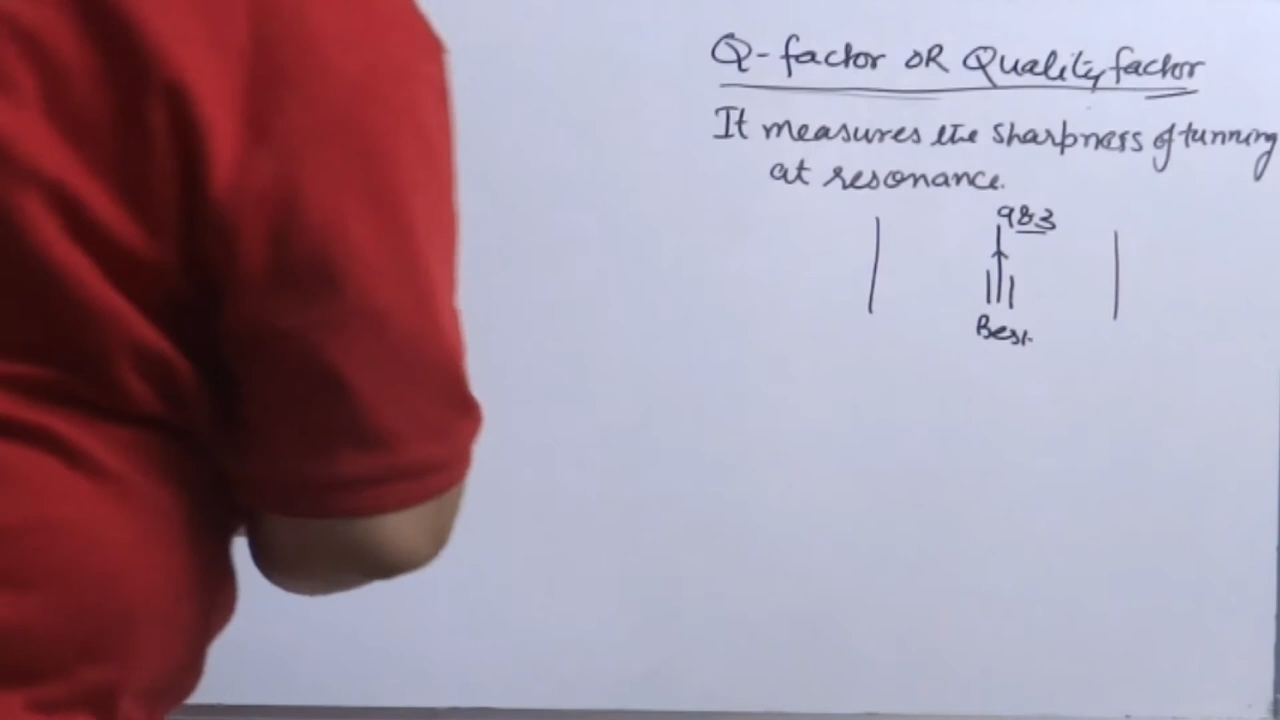 Q-factor OR Quality factor
It measures the sharpness of tunning
at resonance.
983
Best